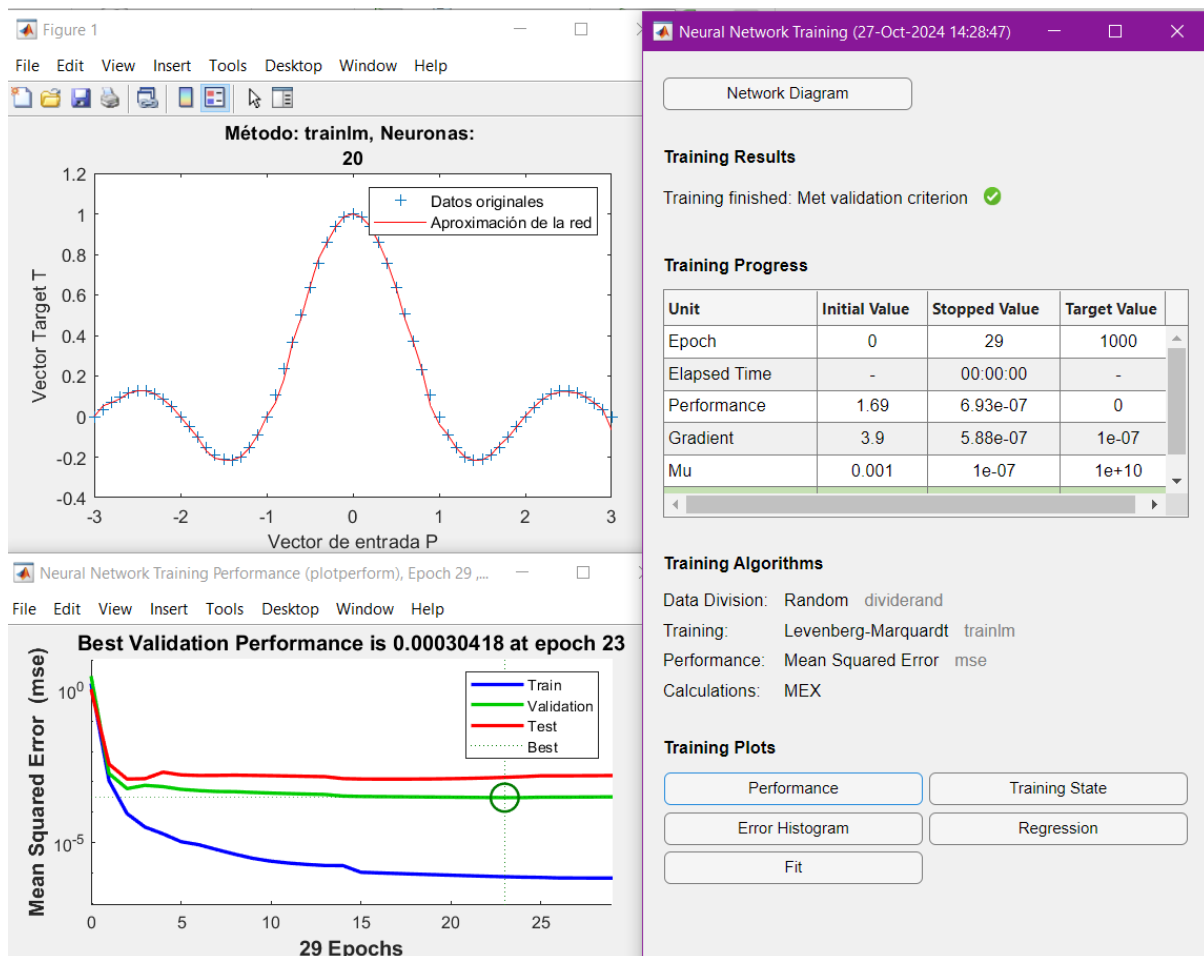 Figure 1
File Edit View Insert Tools Desktop Window Help
Método: trainlm, Neuronas:
20
Datos originales
Aproximación de la red
Vector Target T
1.2
1
0.8
0.6
0.4
0.2
0
-0.2
-0.4
-3 -2 -1 0 1 2 3
Vector de entrada P
Neural Network Training Performance (plotperform), Epoch 29 ,...
File Edit View Insert Tools Desktop Window Help
Best Validation Performance is 0.00030418 at epoch 23
Mean Squared Error (mse)
10^0
10^-5
Train
Validation
Test
Best
0 5 10 15 20 25
29 Epochs
Neural Network Training (27-Oct-2024 14:28:47)
Network Diagram
Training Results
Training finished: Met validation criterion
Training Progress
Unit Initial Value Stopped Value Target Value
Epoch 0 29 1000
Elapsed Time - 00:00:00 -
Performance 1.69 6.93e-07 0
Gradient 3.9 5.88e-07 1e-07
Mu 0.001 1e-07 1e+10
Training Algorithms
Data Division: Random dividerand
Training: Levenberg-Marquardt trainlm
Performance: Mean Squared Error mse
Calculations: MEX
Training Plots
Performance Training State
Error Histogram Regression
Fit